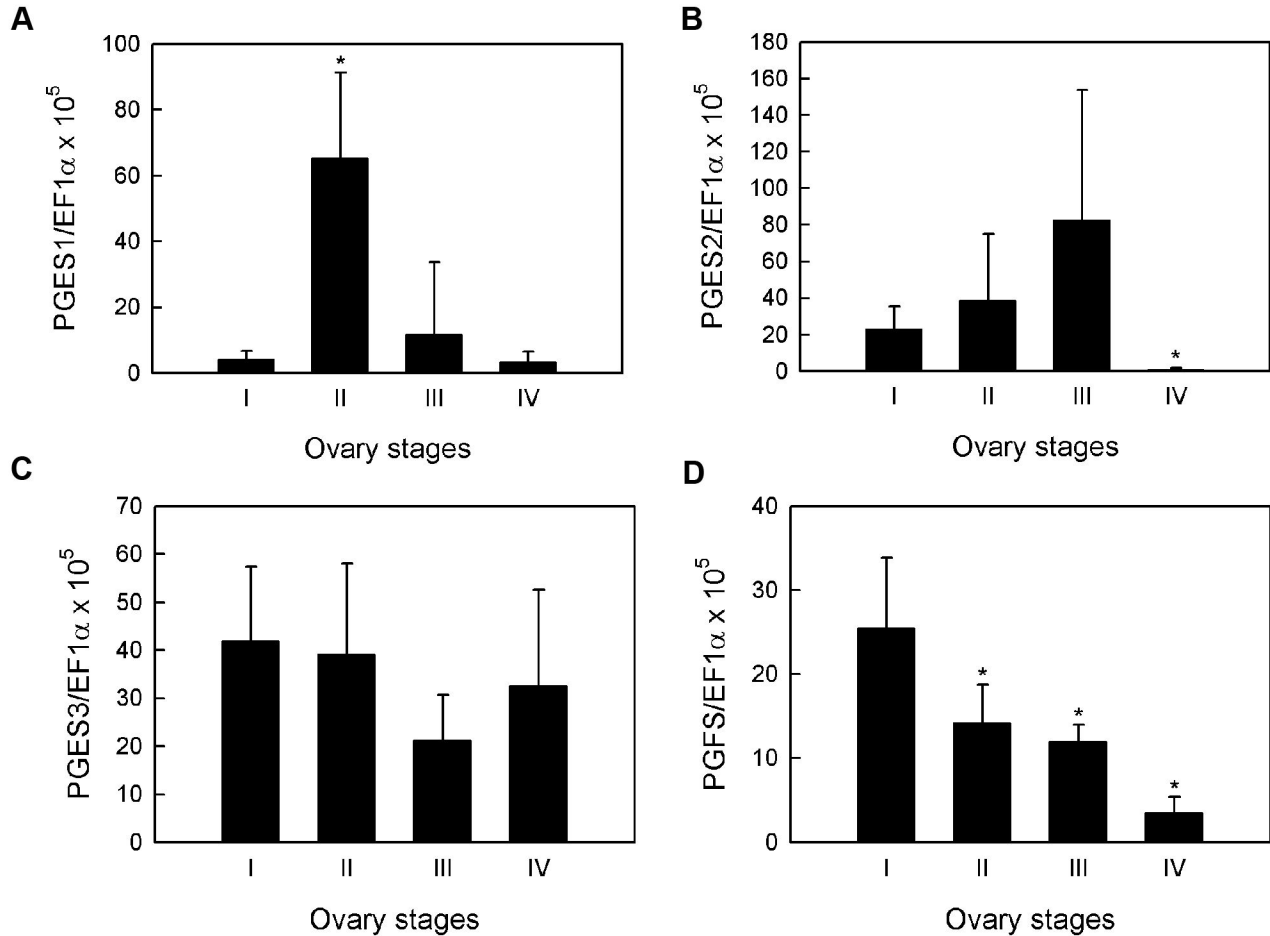 A
PGES1/EF1α x 10⁵
100
80
60
40
20
0
*
I II III IV
Ovary stages
B
PGES2/EF1α x 10⁵
180
160
140
120
100
80
60
40
20
0
*
I II III IV
Ovary stages
C
PGES3/EF1α x 10⁵
70
60
50
40
30
20
10
0
I II III IV
Ovary stages
D
PGFS/EF1α x 10⁵
40
30
20
10
0
* * *
I II III IV
Ovary stages